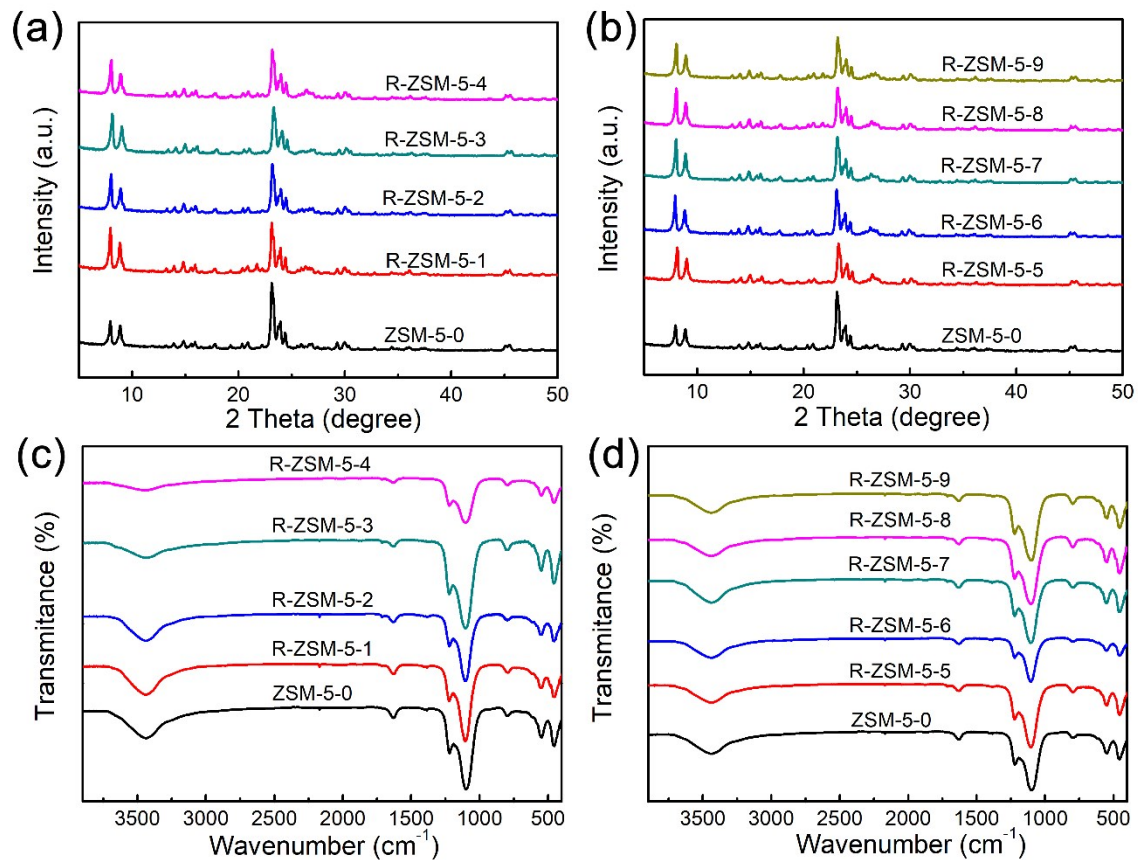 (a)
R-ZSM-5-4
R-ZSM-5-3
R-ZSM-5-2
R-ZSM-5-1
ZSM-5-0
Intensity (a.u.)
10 20 30 40 50
2 Theta (degree)
(b)
R-ZSM-5-9
R-ZSM-5-8
R-ZSM-5-7
R-ZSM-5-6
R-ZSM-5-5
ZSM-5-0
Intensity (a.u.)
10 20 30 40 50
2 Theta (degree)
(c)
R-ZSM-5-4
R-ZSM-5-3
R-ZSM-5-2
R-ZSM-5-1
ZSM-5-0
Transmitance (%)
3500 3000 2500 2000 1500 1000 500
Wavenumber (cm⁻¹)
(d)
R-ZSM-5-9
R-ZSM-5-8
R-ZSM-5-7
R-ZSM-5-6
R-ZSM-5-5
ZSM-5-0
Transmitance (%)
3500 3000 2500 2000 1500 1000 500
Wavenumber (cm⁻¹)